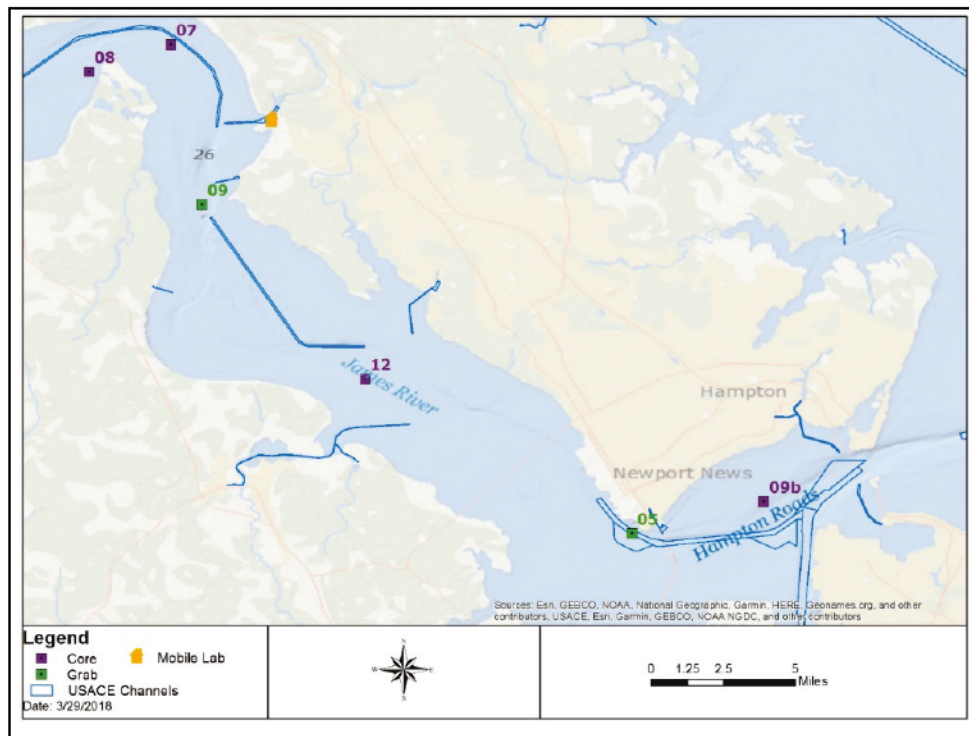 07
08
26
09
12
James River
Hampton
Newport News
09b
05
Hampton Roads
Sources: Esri, GEBCO, NOAA, National Geographic, Garmin, HERE, Geonames.org, and other
contributors, USACE, Esri, Garmin, GEBCO, NOAA NGDC, and other contributors
Legend
Core
Mobile Lab
Grab
USACE Channels
Date: 3/29/2018
N
W
E
S
0 1.25 2.5 5
Miles